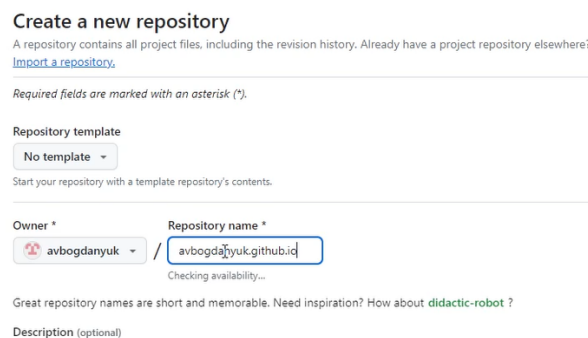 Create a new repository
A repository contains all project files, including the revision history. Already have a project repository elsewhere?
Import a repository.
Required fields are marked with an asterisk (*).
Repository template
No template
Start your repository with a template repository's contents.
Owner * Repository name *
avbogdanyuk / avbogdanyuk.github.io
Checking availability...
Great repository names are short and memorable. Need inspiration? How about didactic-robot ?
Description (optional)